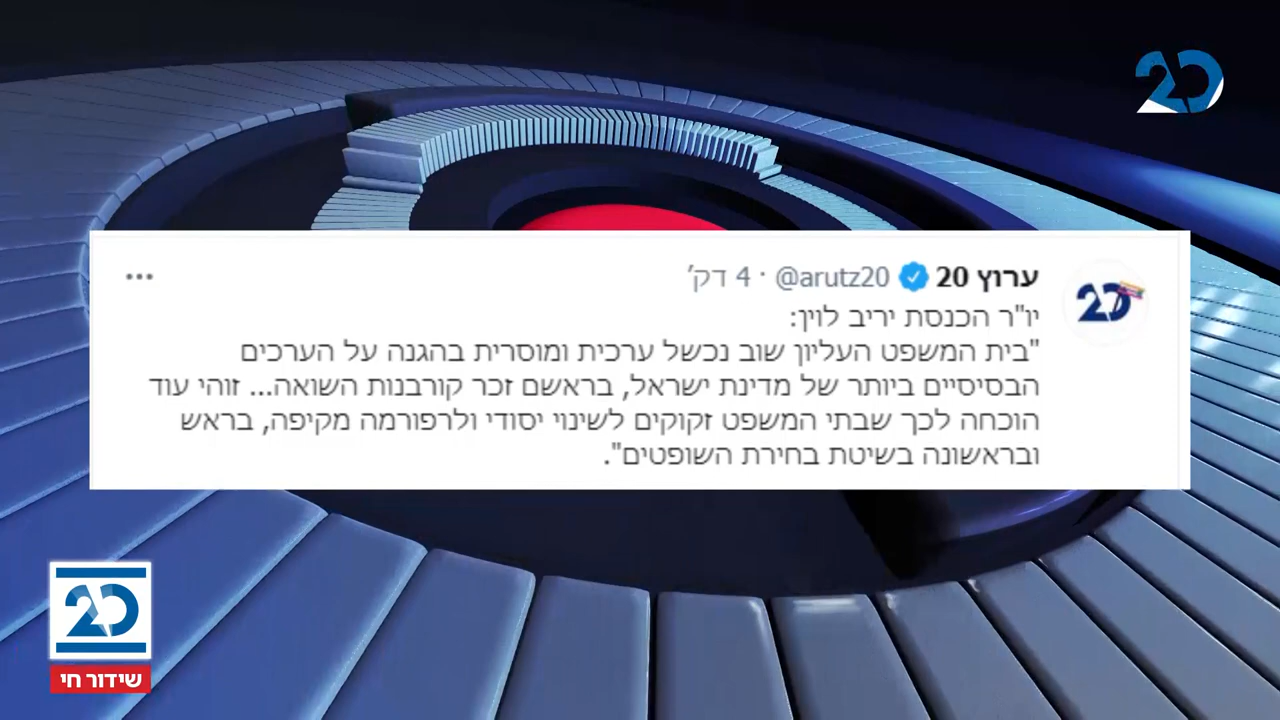 20
ערוץ 20 @arutz20 · 4 דק'
20
יו"ר הכנסת יריב לוין:
"בית המשפט העליון שוב נכשל ערכית ומוסרית בהגנה על הערכים
הבסיסיים ביותר של מדינת ישראל, בראשם זכר קורבנות השואה... זוהי עוד
הוכחה לכך שבתי המשפט זקוקים לשינוי יסודי ולרפורמה מקיפה, בראש
ובראשונה בשיטת בחירת השופטים".
20
שידור חי